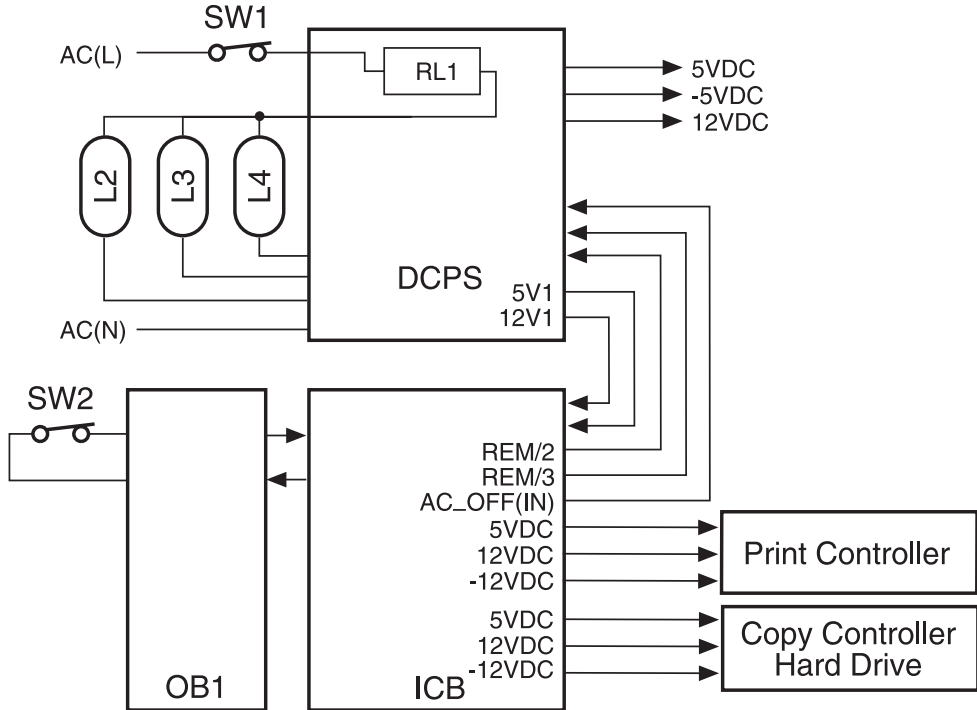 SW1
AC(L)
RL1
5VDC
-5VDC
12VDC
L2
L3
L4
DCPS
5V1
12V1
AC(N)
SW2
REM/2
REM/3
AC_OFF(IN)
5VDC
12VDC
-12VDC
Print Controller
5VDC
12VDC
-12VDC
Copy Controller
Hard Drive
OB1
ICB